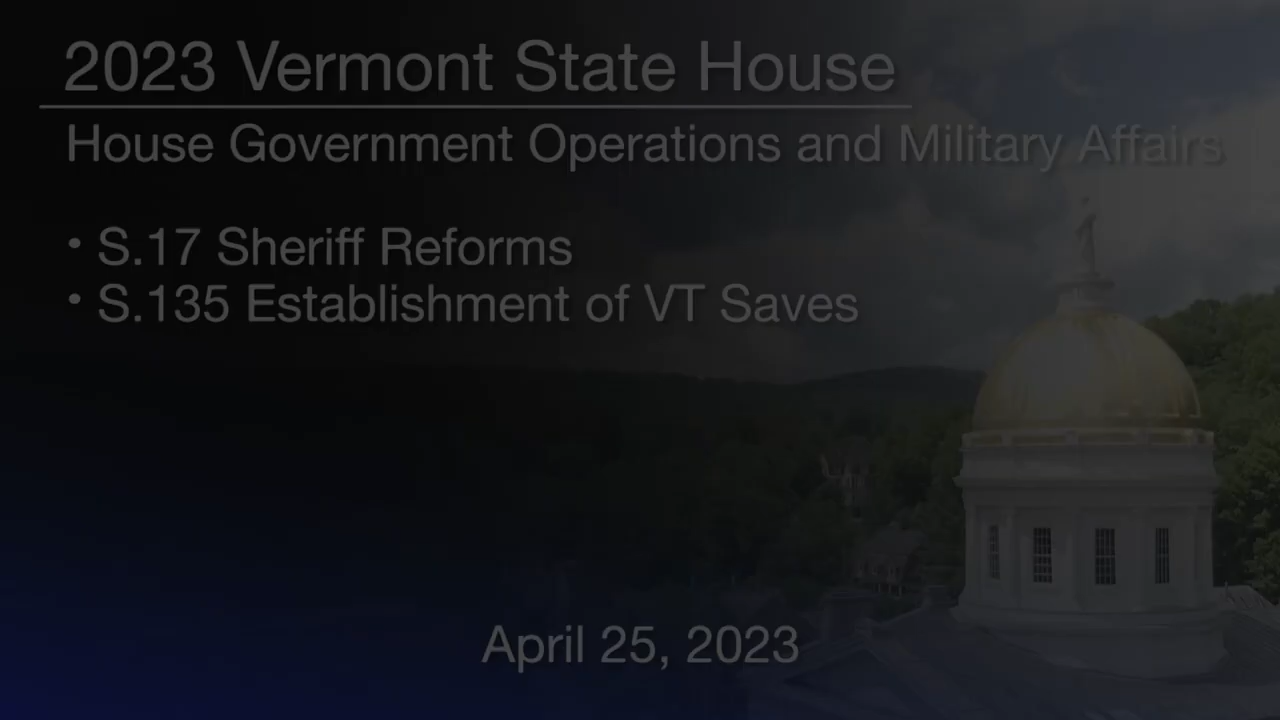 2023 Vermont State House
House Government Operations and Military Affairs
• S.17 Sheriff Reforms
• S.135 Establishment of VT Saves
April 25, 2023